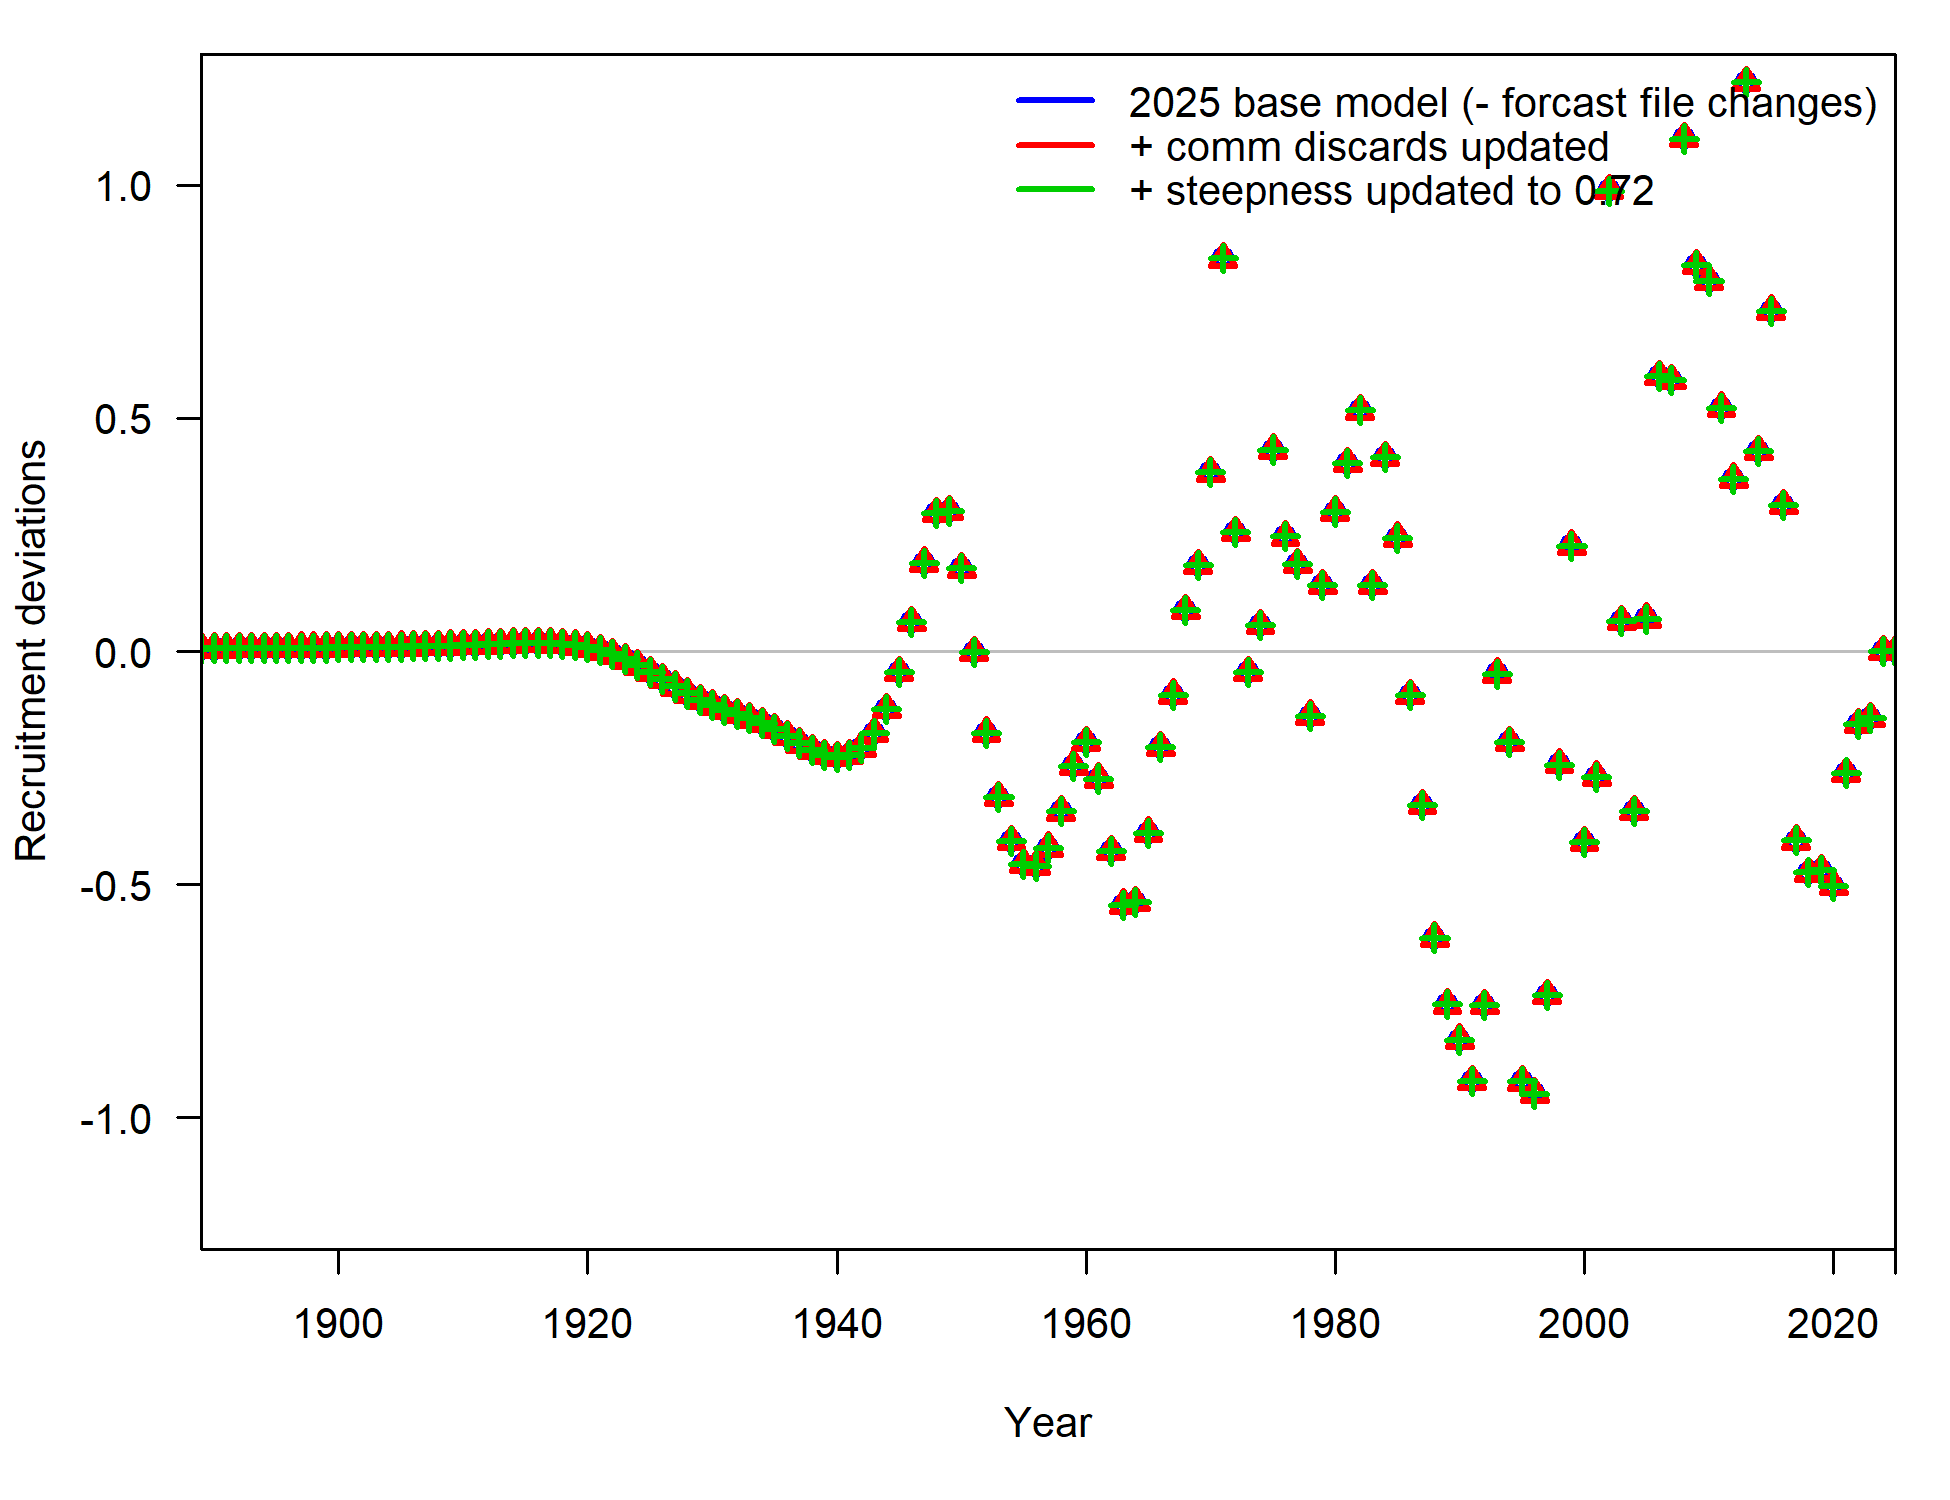 2025 base model (- forcast file changes)
+ comm discards updated
+ steepness updated to 0.72
1.0
0.5
0.0
-0.5
-1.0
Recruitment deviations
1900 1920 1940 1960 1980 2000 2020
Year